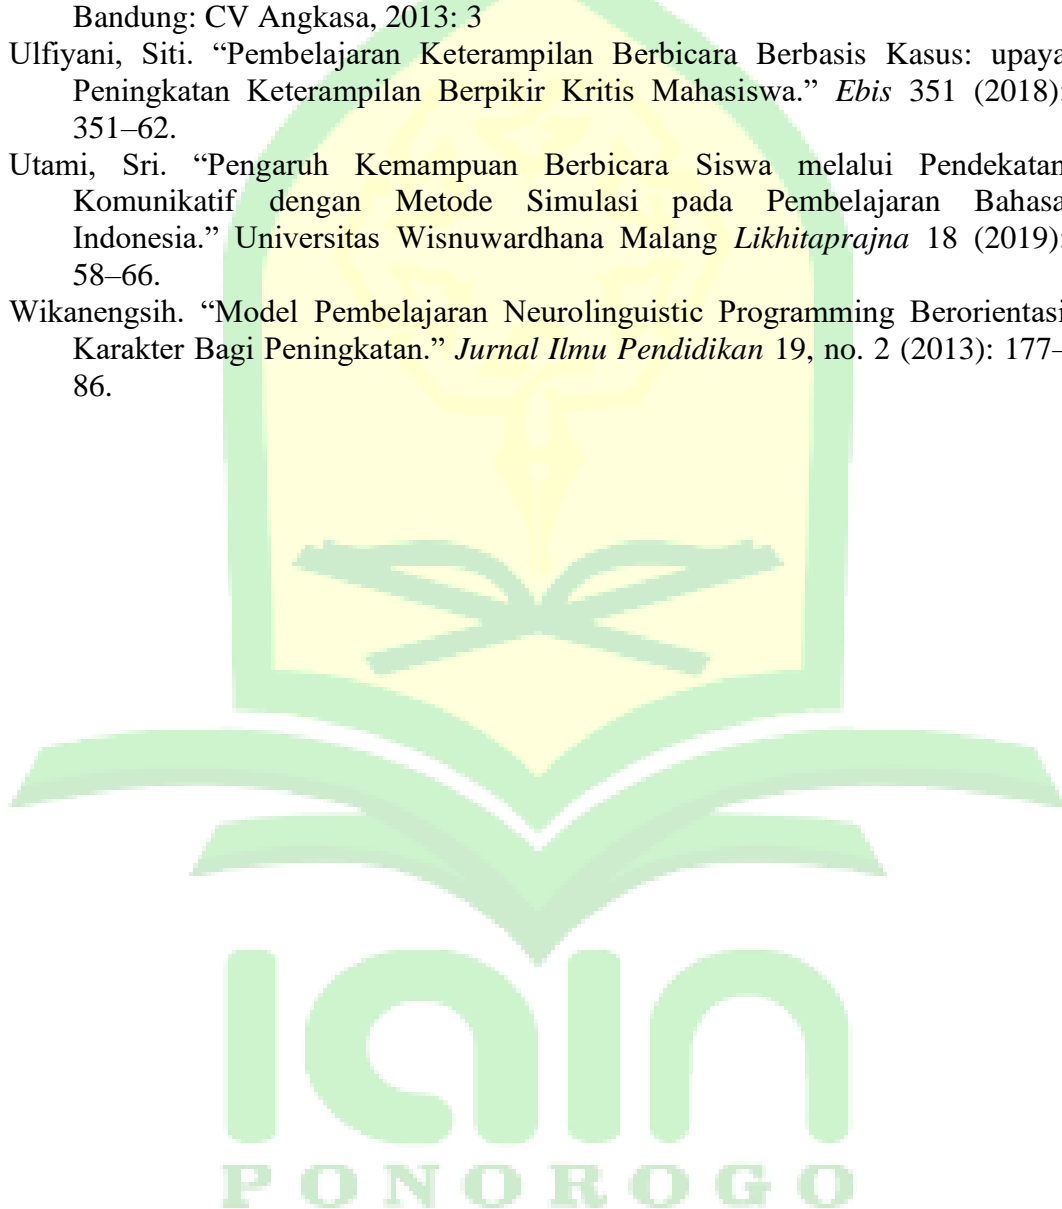 Bandung: CV Angkasa, 2013: 3
Ulfiyani, Siti. “Pembelajaran Keterampilan Berbicara Berbasis Kasus: upaya
Peningkatan Keterampilan Berpikir Kritis Mahasiswa.” Ebis 351 (2018):
351–62.
Utami, Sri. “Pengaruh Kemampuan Berbicara Siswa melalui Pendekatan
Komunikatif dengan Metode Simulasi pada Pembelajaran Bahasa
Indonesia.” Universitas Wisnuwardhana Malang Likhitaprajna 18 (2019):
58–66.
Wikanengsih. “Model Pembelajaran Neurolinguistic Programming Berorientasi
Karakter Bagi Peningkatan.” Jurnal Ilmu Pendidikan 19, no. 2 (2013): 177–
86.
iain
PONOROGO